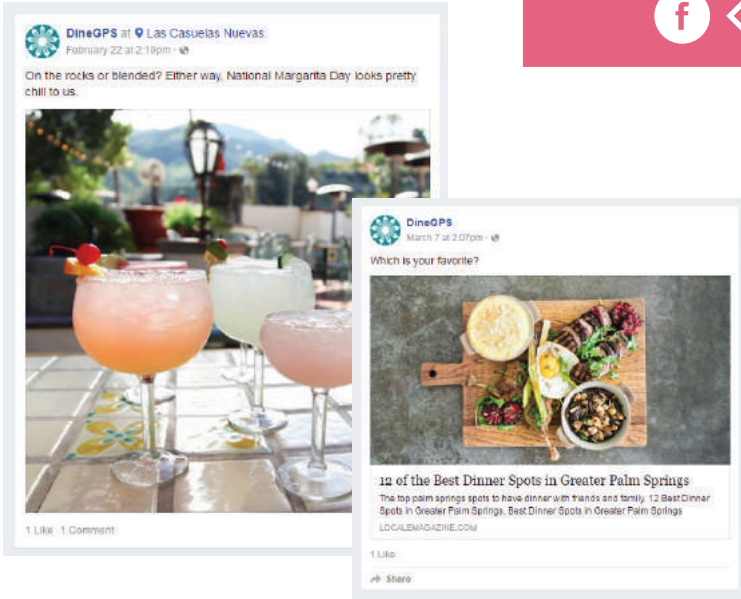 DineGPS at Las Casuelas Nuevas.
February 22 at 2:19pm ·
On the rocks or blended? Either way, National Margarita Day looks pretty
chill to us.
1 Like 1 Comment
f
DineGPS
March 7 at 2:07pm ·
Which is your favorite?
12 of the Best Dinner Spots in Greater Palm Springs
The top palm springs spots to have dinner with friends and family. 12 Best Dinner
Spots in Greater Palm Springs, Best Dinner Spots in Greater Palm Springs
LOCALEMAGAZINE.COM
1 Like
Share